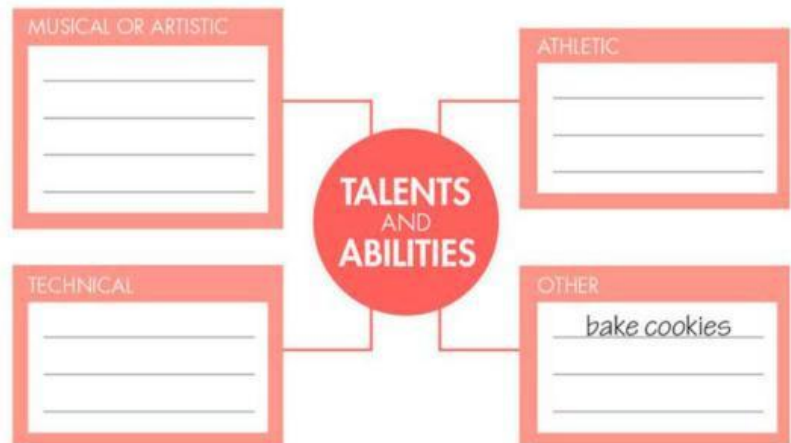 MUSICAL OR ARTISTIC
ATHLETIC
TALENTS
AND
ABILITIES
TECHNICAL
OTHER
bake cookies